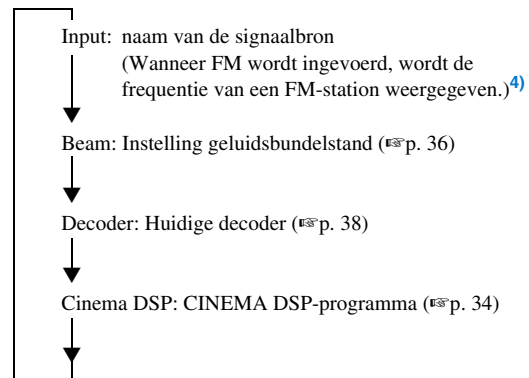 Input: naam van de signaalbron
(Wanneer FM wordt ingevoerd, wordt de
frequentie van een FM-station weergegeven.)4)
Beam: Instelling geluidsbundelstand (☞p. 36)
Decoder: Huidige decoder (☞p. 38)
Cinema DSP: CINEMA DSP-programma (☞p. 34)